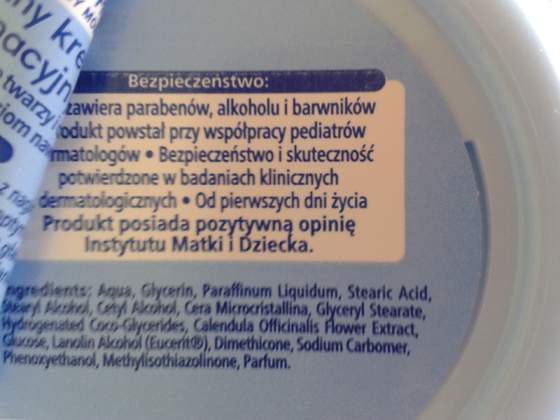 Bezpieczeństwo:
zawiera parabenów, alkoholu i barwników
powstał przy współpracy pediatrów
• Bezpieczeństwo i skuteczność
potwierdzone w badaniach klinicznych
dermatologicznych • Od pierwszych dni życia
Produkt posiada pozytywną opinię
Instytutu Matki i Dziecka.
Ingredients: Aqua, Glycerin, Paraffinum Liquidum, Stearic Acid,
Stearyl Alcohol, Cetyl Alcohol, Cera Microcristallina, Glyceryl Stearate,
Hydrogenated Coco-Glycerides, Calendula Officinalis Flower Extract,
Glucose, Lanolin Alcohol (Eucerit®), Dimethicone, Sodium Carbomer,
Phenoxyethanol, Methylisothiazolinone, Parfum.